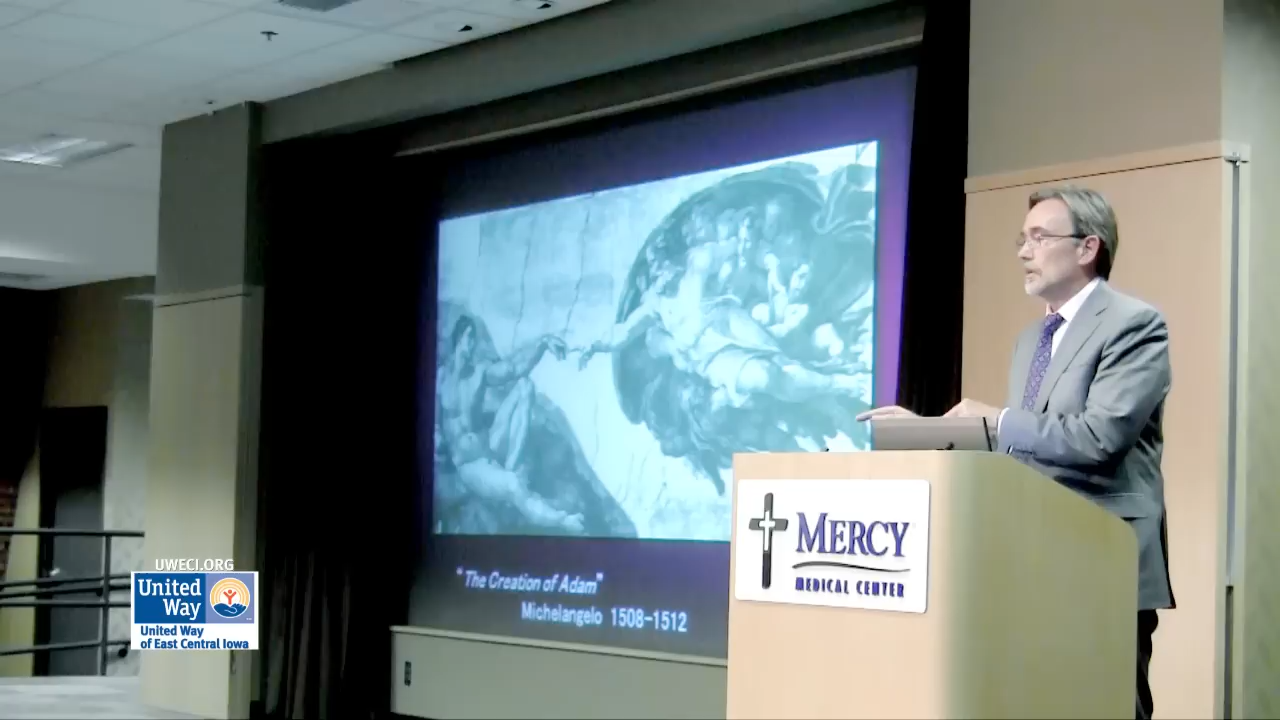 "The Creation of Adam"
Michelangelo 1508-1512
MERCY
MEDICAL CENTER
UWECI.ORG
United
Way
United Way
of East Central Iowa